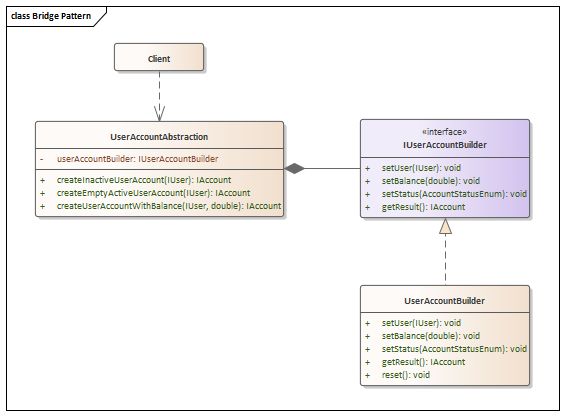 class Bridge Pattern
Client
UserAccountAbstraction
- userAccountBuilder: IUserAccountBuilder
+ createInactiveUserAccount(IUser): IAccount
+ createEmptyActiveUserAccount(IUser): IAccount
+ createUserAccountWithBalance(IUser, double): IAccount
«interface»
IUserAccountBuilder
+ setUser(IUser): void
+ setBalance(double): void
+ setStatus(AccountStatusEnum): void
+ getResult(): IAccount
UserAccountBuilder
+ setUser(IUser): void
+ setBalance(double): void
+ setStatus(AccountStatusEnum): void
+ getResult(): IAccount
+ reset(): void